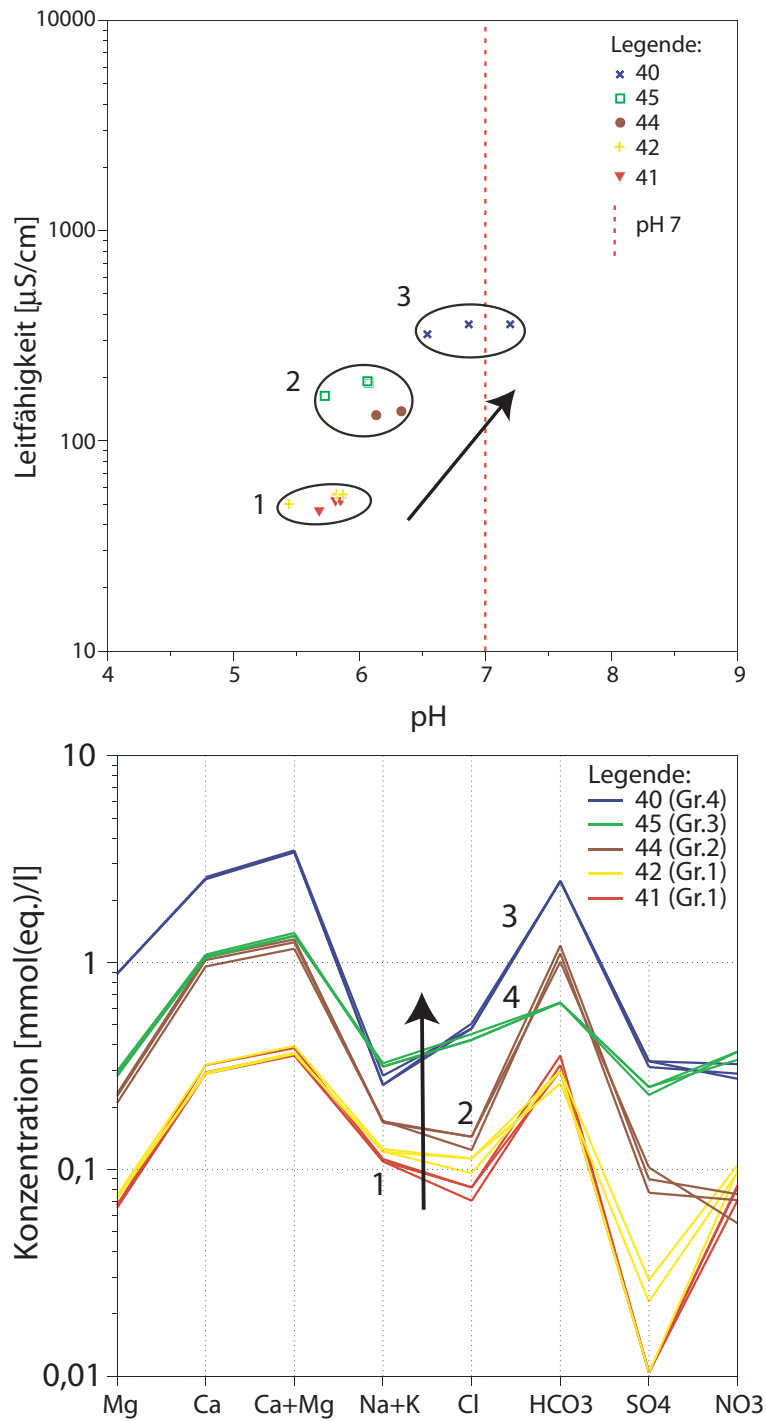 10000
1000
100
10
Leitfähigkeit [µS/cm]
Legende:
40
45
44
42
41
pH 7
3
2
1
4
5
6
7
8
9
pH
10
1
0,1
0,01
Konzentration [mmol(eq.)/l]
Legende:
40 (Gr.4)
45 (Gr.3)
44 (Gr.2)
42 (Gr.1)
41 (Gr.1)
3
4
2
1
Mg Ca Ca+Mg Na+K Cl HCO3 SO4 NO3